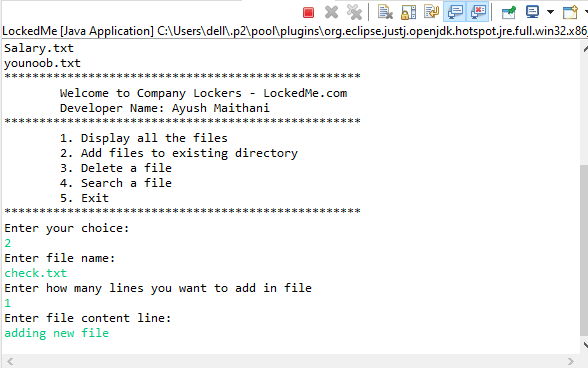 LockedMe [Java Application] C:\Users\dell\.p2\pool\plugins\org.eclipse.justj.openjdk.hotspot.jre.full.win32.x86_
Salary.txt
younoob.txt
***************************************************
Welcome to Company Lockers - LockedMe.com
Developer Name: Ayush Maithani
***************************************************
1. Display all the files
2. Add files to existing directory
3. Delete a file
4. Search a file
5. Exit
***************************************************
Enter your choice:
2
Enter file name:
check.txt
Enter how many lines you want to add in file
1
Enter file content line:
adding new file